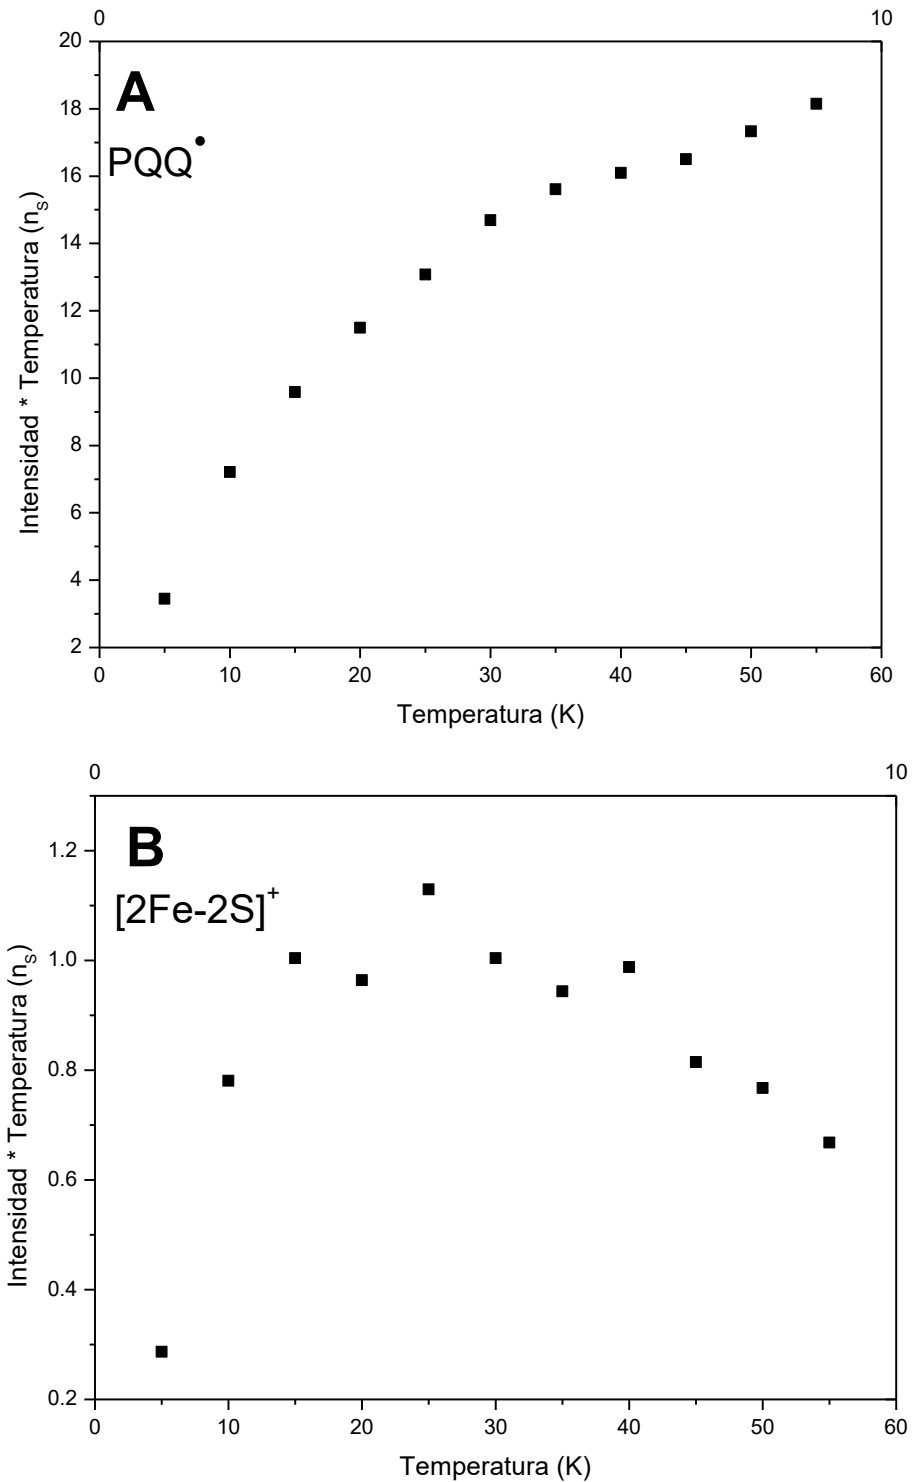 0 10
20
A
18
PQQ•
16
14
12
10
8
6
4
2
Intensidad * Temperatura (nS)
0 10 20 30 40 50 60
Temperatura (K)
0 10
1.2
B
[2Fe-2S]+
1.0
0.8
0.6
0.4
0.2
Intensidad * Temperatura (nS)
0 10 20 30 40 50 60
Temperatura (K)